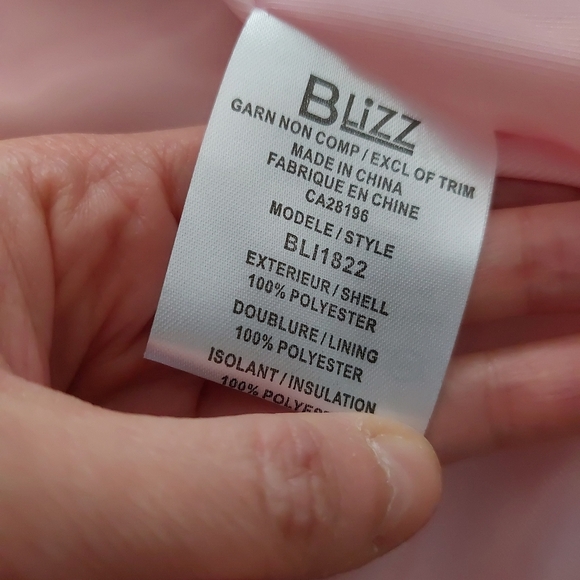 BLiZZ
GARN NON COMP / EXCL OF TRIM
MADE IN CHINA
FABRIQUE EN CHINE
CA28196
MODELE / STYLE
BLI1822
EXTERIEUR / SHELL
100% POLYESTER
DOUBLURE / LINING
100% POLYESTER
ISOLANT / INSULATION
100%